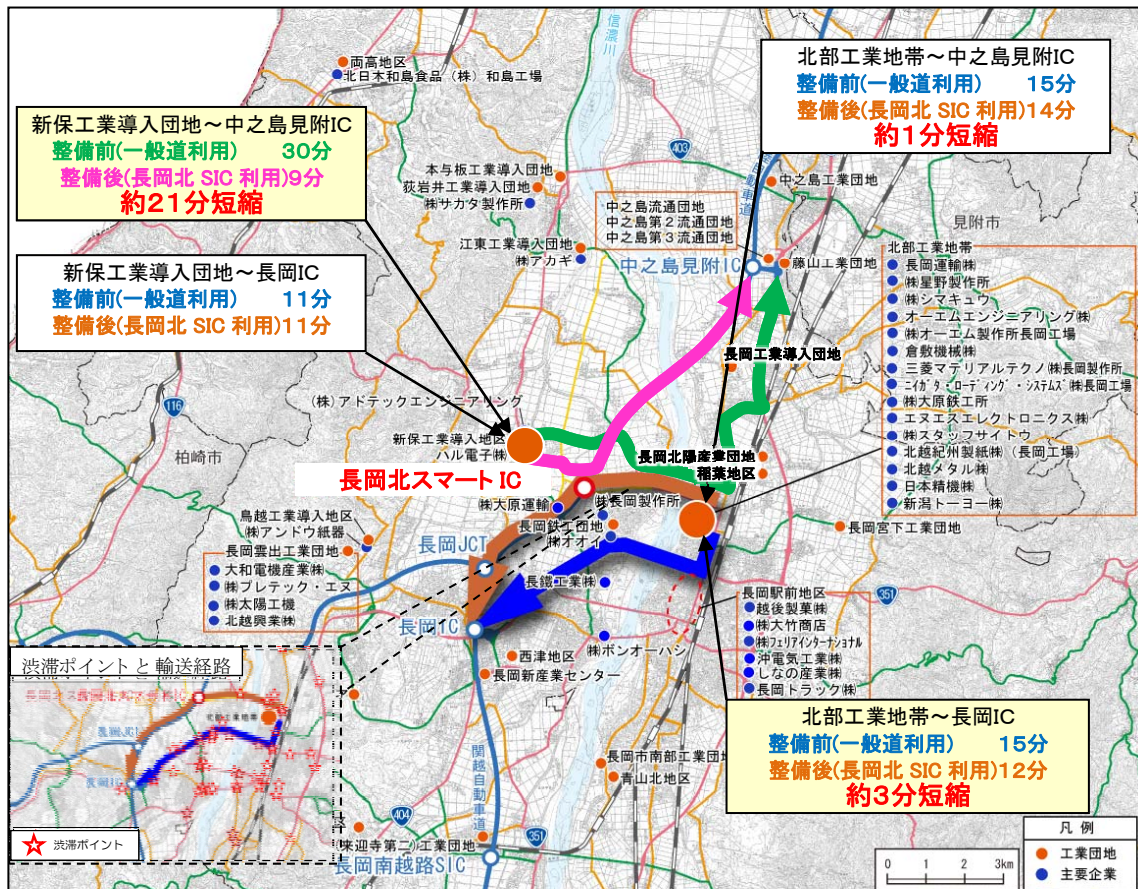 信濃川
両高地区
北日本和島食品(株) 和島工場
北部工業地帯～中之島見附IC
整備前(一般道利用) 15分
整備後(長岡北 SIC 利用)14分
約1分短縮
新保工業導入団地～中之島見附IC
整備前(一般道利用) 30分
整備後(長岡北 SIC 利用)9分
約21分短縮
新保工業導入団地～長岡IC
整備前(一般道利用) 11分
整備後(長岡北 SIC 利用)11分
403
動車道
本与板工業導入団地
荻岩井工業導入団地
㈱サカタ製作所
江東工業導入団地
㈱アカギ
中之島工業団地
見附市
中之島流通団地
中之島第2流通団地
中之島第3流通団地
中之島見附IC
藤山工業団地
北部工業地帯
長岡運輸㈱
㈱星野製作所
㈱シマキュウ
オーエムエンジニアリング㈱
㈱オーエム製作所長岡工場
倉敷機械㈱
三菱マテリアルテクノ㈱長岡製作所
ﾆｲｶﾞﾀ・ﾛｰﾃﾞｨﾝｸﾞ・ｼｽﾃﾑｽﾞ㈱長岡工場
㈱大原鉄工所
エヌエスエレクトロニクス㈱
㈱スタッフサイトウ
北越紀州製紙㈱ (長岡工場)
北越メタル㈱
日本精機㈱
新潟トーヨー㈱
長岡工業導入団地
116
柏崎市
(株)アドテックエンジニアリング
新保工業導入地区
ハル電子㈱
長岡北スマート IC
長岡北陽産業団地
稲葉地区
㈱大原運輸
㈱長岡製作所
長岡鉄工団地
㈱オオイ
長岡宮下工業団地
鳥越工業導入地区
㈱アンドウ紙器
長岡雲出工業団地
大和電機産業㈱
㈱プレテック・エヌ
㈱太陽工機
北越興業㈱
長岡JCT
長鐵工業㈱
長岡IC
351
長岡駅前地区
越後製菓㈱
㈱大竹商店
㈱フェリアインターナショナル
沖電気工業㈱
しなの産業㈱
長岡トラック㈱
㈱ボンオーハシ
西津地区
長岡新産業センター
渋滞ポイントと輸送経路
北部工業地帯
長岡JCT
長岡IC
渋滞ポイント
関越自動車道
長岡市南部工業団地
青山北地区
北部工業地帯～長岡IC
整備前(一般道利用) 15分
整備後(長岡北 SIC 利用)12分
約3分短縮
404
(来迎寺第二)工業団地
351
長岡南越路SIC
0 1 2 3km
凡 例
工業団地
主要企業